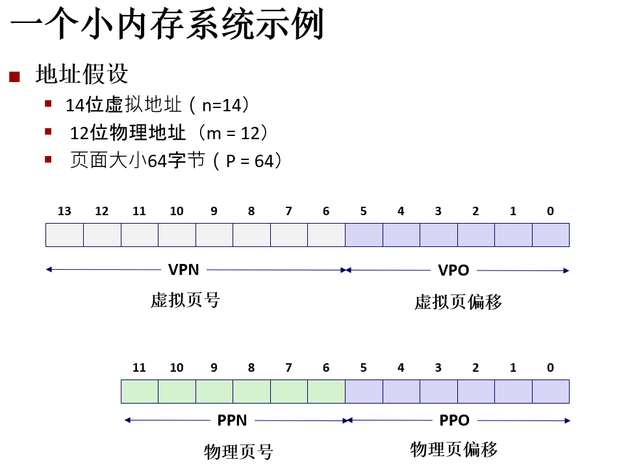 一个小内存系统示例
地址假设
14位虚拟地址（n=14）
12位物理地址（m = 12）
页面大小64字节（P = 64）
13 12 11 10 9 8 7 6 5 4 3 2 1 0
VPN VPO
虚拟页号 虚拟页偏移
11 10 9 8 7 6 5 4 3 2 1 0
PPN PPO
物理页号 物理页偏移